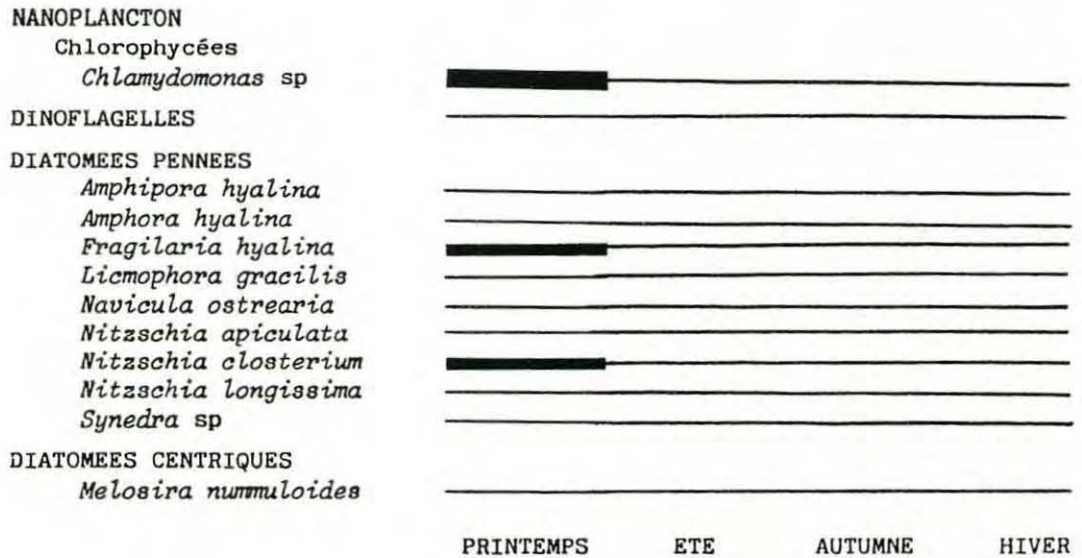 NANOPLANCTON
Chlorophycées
Chlamydomonas sp
DINOFLAGELLES
DIATOMEES PENNEES
Amphipora hyalina
Amphora hyalina
Fragilaria hyalina
Licmophora gracilis
Navicula ostrearia
Nitzschia apiculata
Nitzschia closterium
Nitzschia longissima
Synedra sp
DIATOMEES CENTRIQUES
Melosira nummuloides
PRINTEMPS ETE AUTUMNE HIVER